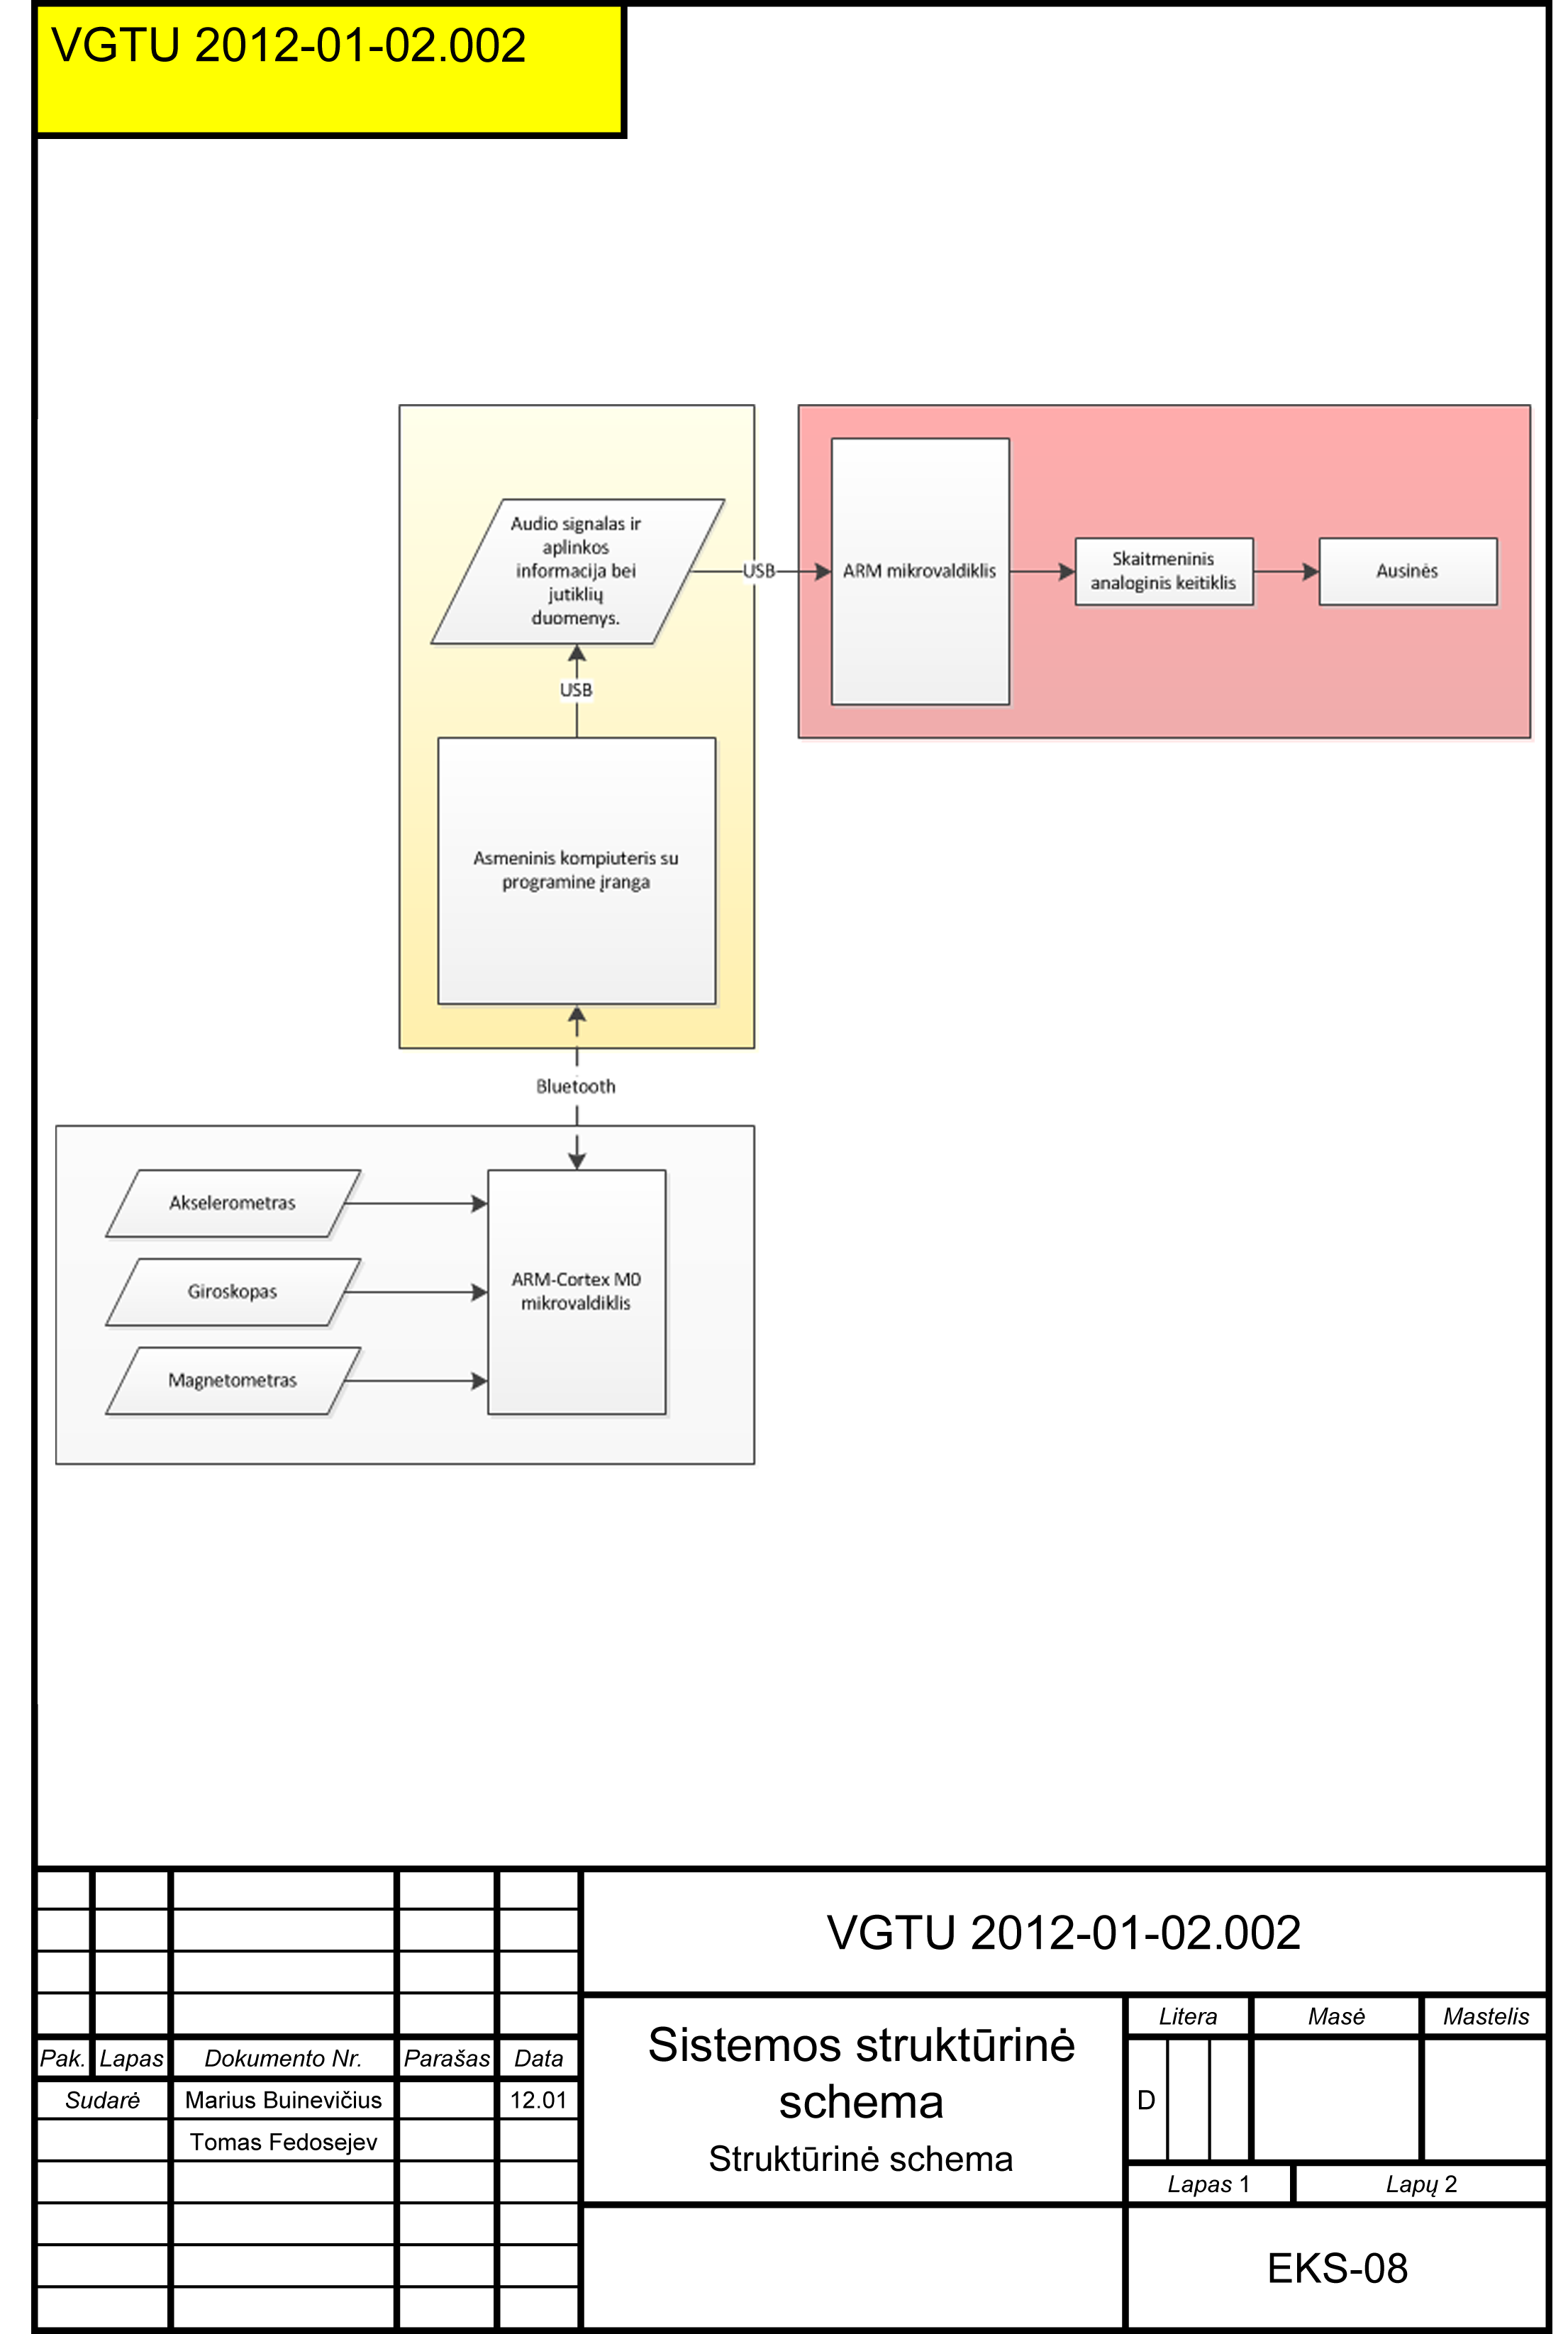 VGTU 2012-01-02.002
Audio signalas ir
aplinkos
informacija bei
jutiklių
duomenys.
USB
ARM mikrovaldiklis
Skaitmeninis
analoginis keitiklis
Ausinės
USB
Asmeninis kompiuteris su
programine įranga
Bluetooth
Akselerometras
Giroskopas
Magnetometras
ARM-Cortex M0
mikrovaldiklis
VGTU 2012-01-02.002
Pak. Lapas Dokumento Nr. Parašas Data
Sudarė Marius Buinevičius 12.01
Tomas Fedosejev
Sistemos struktūrinė
schema
Struktūrinė schema
Litera Masė Mastelis
D
Lapas 1 Lapų 2
EKS-08